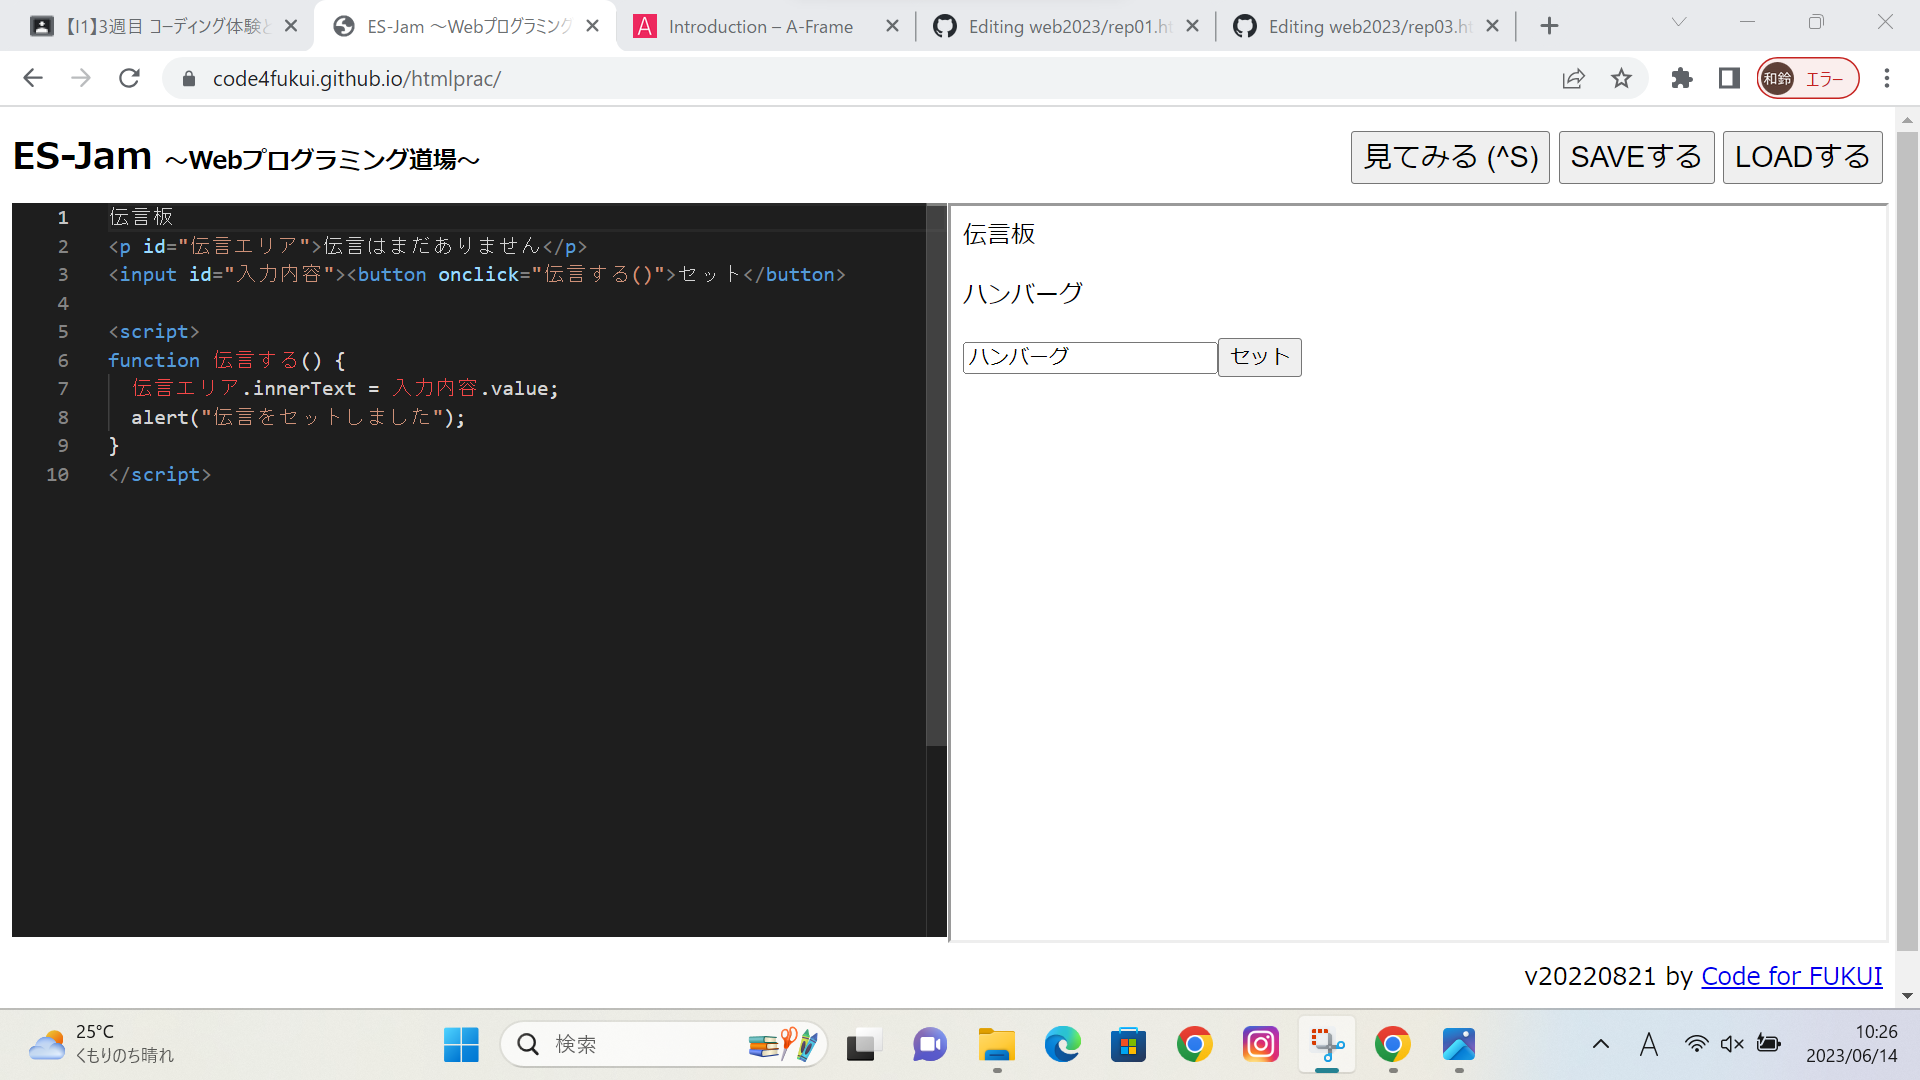 【I1】3週目 コーディング体験と
ES-Jam ～Webプログラミング
Introduction – A-Frame
Editing web2023/rep01.ht
Editing web2023/rep03.ht
code4fukui.github.io/htmlprac/
和鈴 エラー
ES-Jam ～Webプログラミング道場～
見てみる (^S)
SAVEする
LOADする
1 伝言板
2 <p id="伝言エリア">伝言はまだありません</p>
3 <input id="入力内容"><button onclick="伝言する()">セット</button>
4
5 <script>
6 function 伝言する() {
7 伝言エリア.innerText = 入力内容.value;
8 alert("伝言をセットしました");
9 }
10 </script>
伝言板
ハンバーグ
ハンバーグ セット
v20220821 by Code for FUKUI
25°C
くもりのち晴れ
検索
A
10:26
2023/06/14